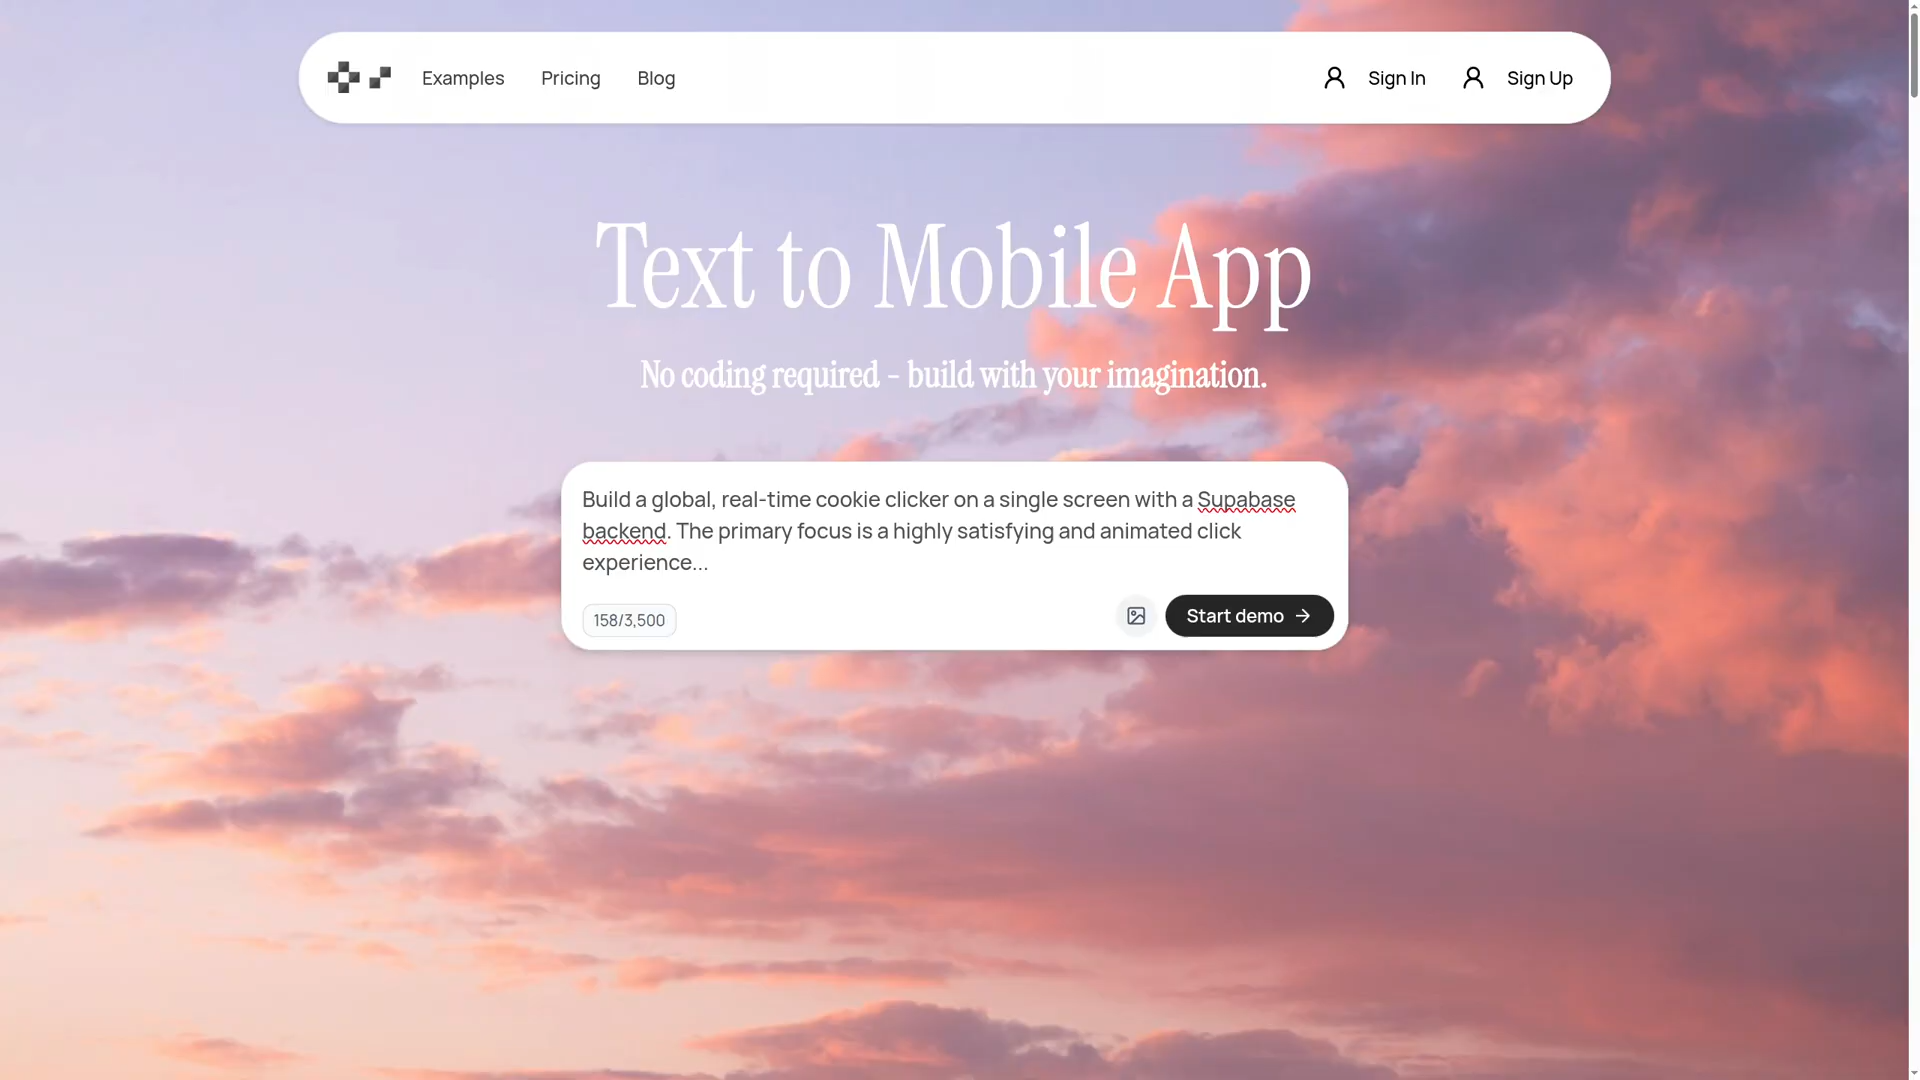 Examples
Pricing
Blog
Sign In
Sign Up
Text to Mobile App
No coding required - build with your imagination.
Build a global, real-time cookie clicker on a single screen with a Supabase
backend. The primary focus is a highly satisfying and animated click
experience...
158/3,500
Start demo